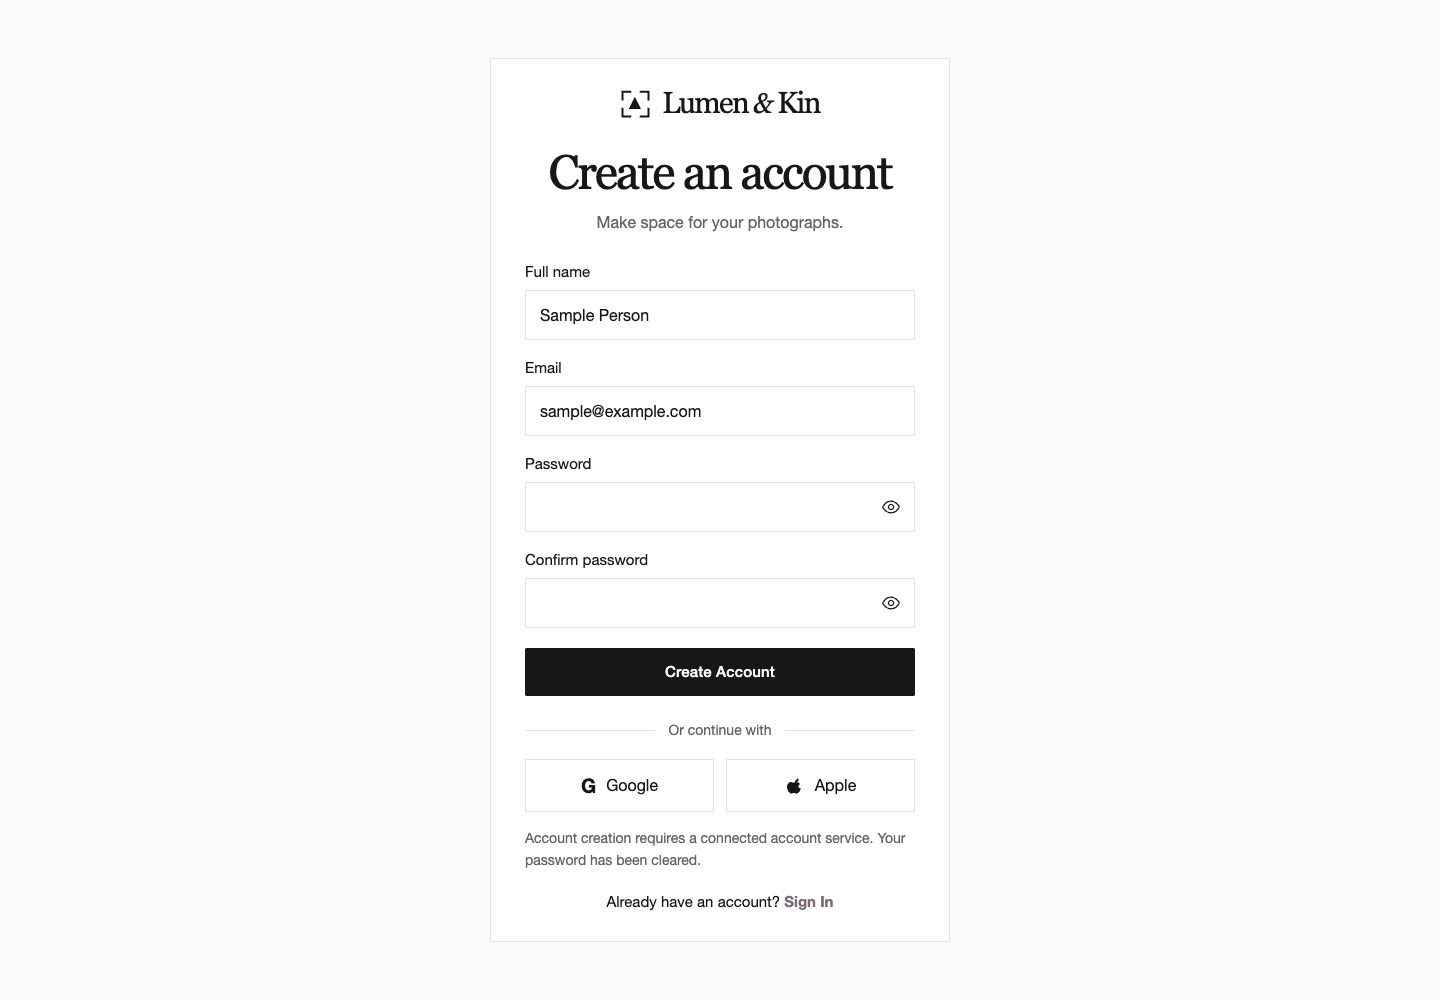 Lumen & Kin
Create an account
Make space for your photographs.
Full name
Sample Person
Email
sample@example.com
Password
Confirm password
Create Account
Or continue with
G Google
Apple
Account creation requires a connected account service. Your
password has been cleared.
Already have an account? Sign In